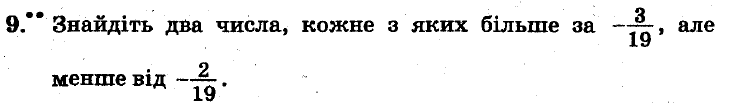 9.•• Знайдіть два числа, кожне з яких більше за −3/19, але
менше від −2/19.